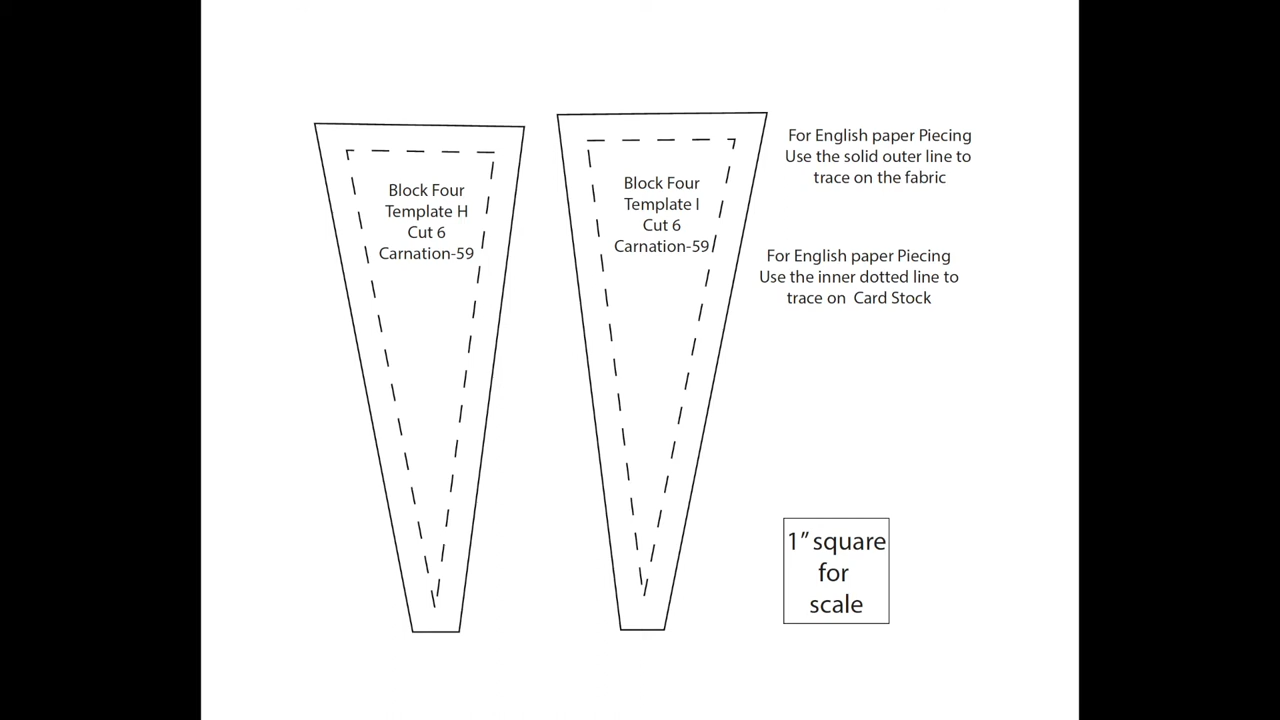 Block Four
Template H
Cut 6
Carnation-59
Block Four
Template I
Cut 6
Carnation-59
For English paper Piecing
Use the solid outer line to
trace on the fabric
For English paper Piecing
Use the inner dotted line to
trace on Card Stock
1” square
for
scale